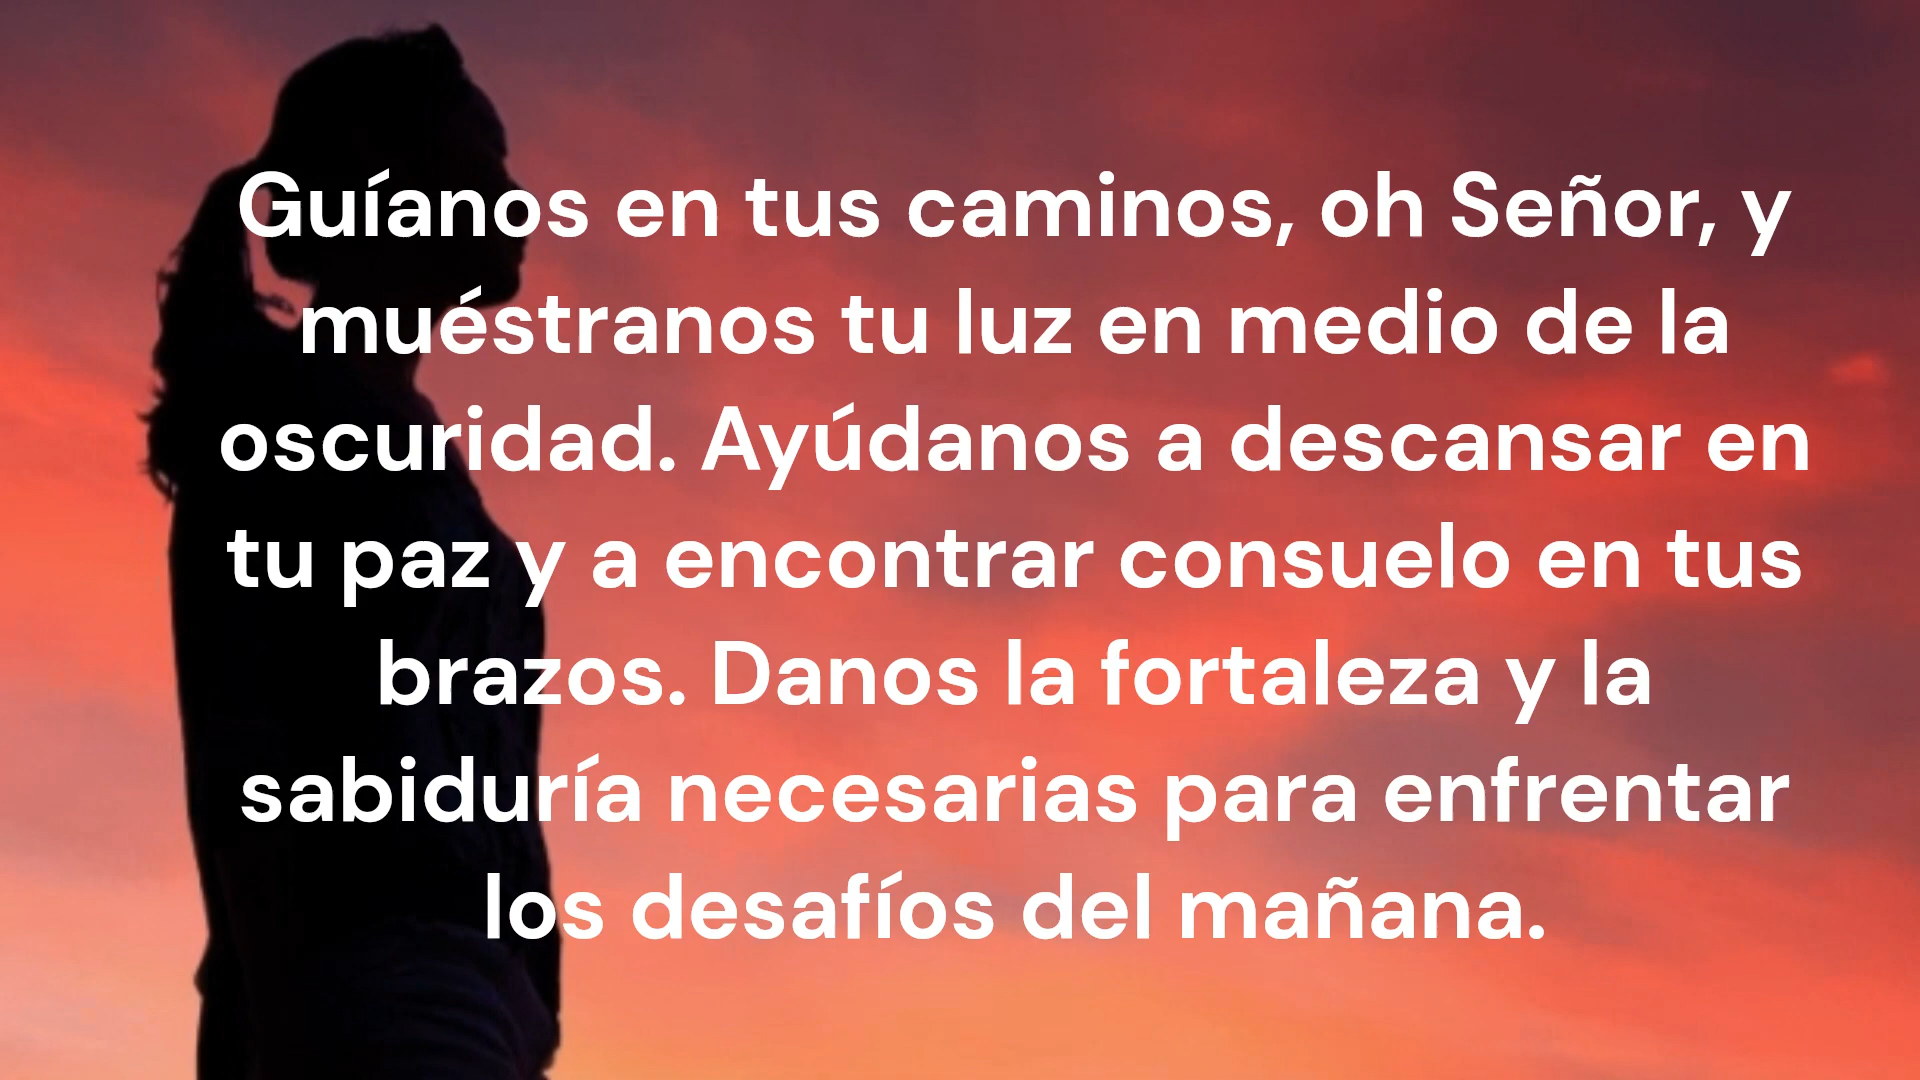 Guíanos en tus caminos, oh Señor, y
muéstranos tu luz en medio de la
oscuridad. Ayúdanos a descansar en
tu paz y a encontrar consuelo en tus
brazos. Danos la fortaleza y la
sabiduría necesarias para enfrentar
los desafíos del mañana.